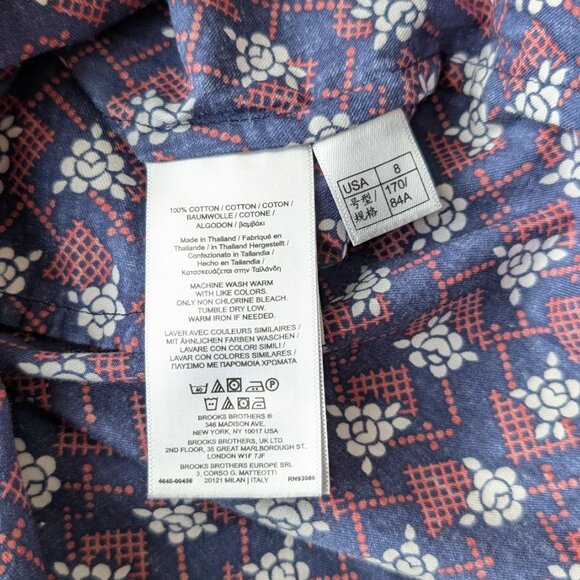 100% COTTON / COTTON / COTON /
BAUMWOLLE / COTONE /
ALGODON / βαμβάκι
Made in Thailand / Fabriqué en
Thailande / in Thailand Hergestellt /
Confezionato in Tailandia /
Hecho en Tailandia /
Κατασκευάζεται στην Ταϊλάνδη
MACHINE WASH WARM
WITH LIKE COLORS.
ONLY NON CHLORINE BLEACH.
TUMBLE DRY LOW.
WARM IRON IF NEEDED.
LAVER AVEC COULEURS SIMILAIRES /
MIT ÄHNLICHEN FARBEN WASCHEN /
LAVARE CON COLORI SIMILI /
LAVAR CON COLORES SIMILARES /
ΠΛΥΣΙΜΟ ΜΕ ΠΑΡΟΜΟΙΑ ΧΡΩΜΑΤΑ
40
BROOKS BROTHERS ®
346 MADISON AVE.
NEW YORK, NY 10017 USA
BROOKS BROTHERS, UK LTD.
2ND FLOOR, 35 GREAT MARLBOROUGH ST.
LONDON W1F 7JF
BROOKS BROTHERS EUROPE SRL
3, CORSO G. MATTEOTTI
20121 MILAN | ITALY
4640-00456 RN93984
USA 8
号型 170/
规格 84A